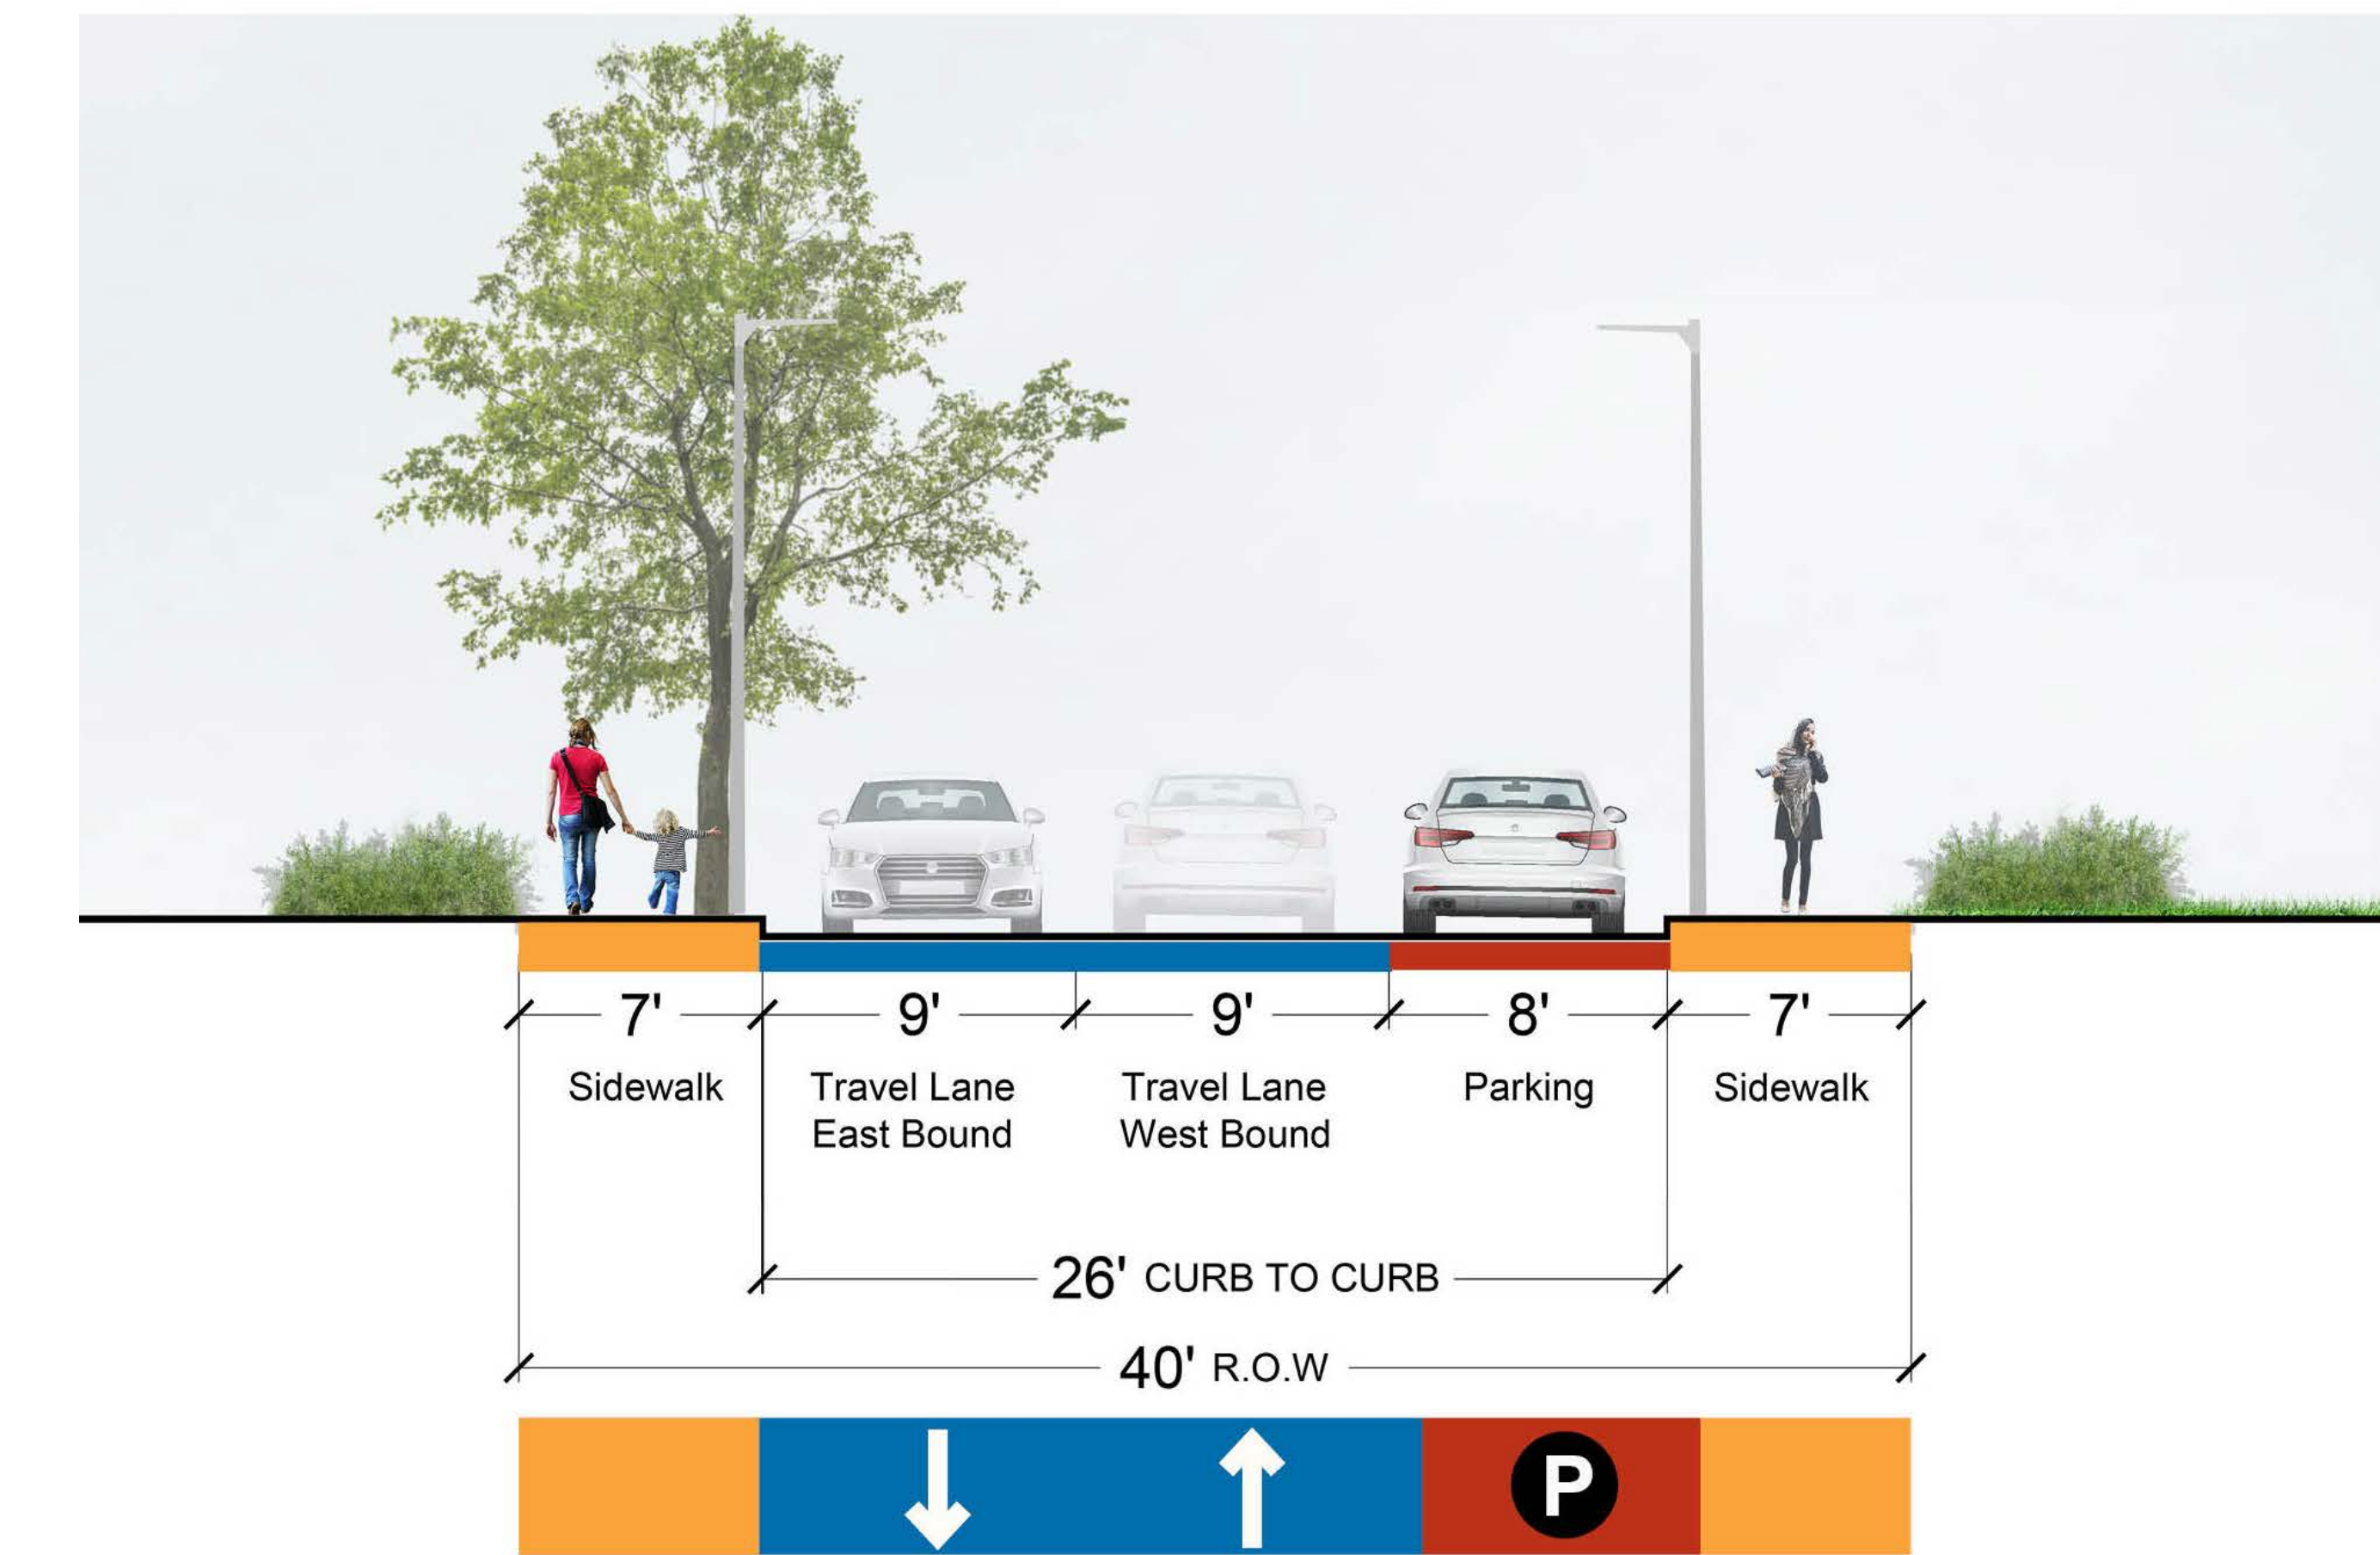 7' 9' 9' 8' 7'
Sidewalk Travel Lane Travel Lane Parking Sidewalk
East Bound West Bound
26' CURB TO CURB
40' R.O.W
P